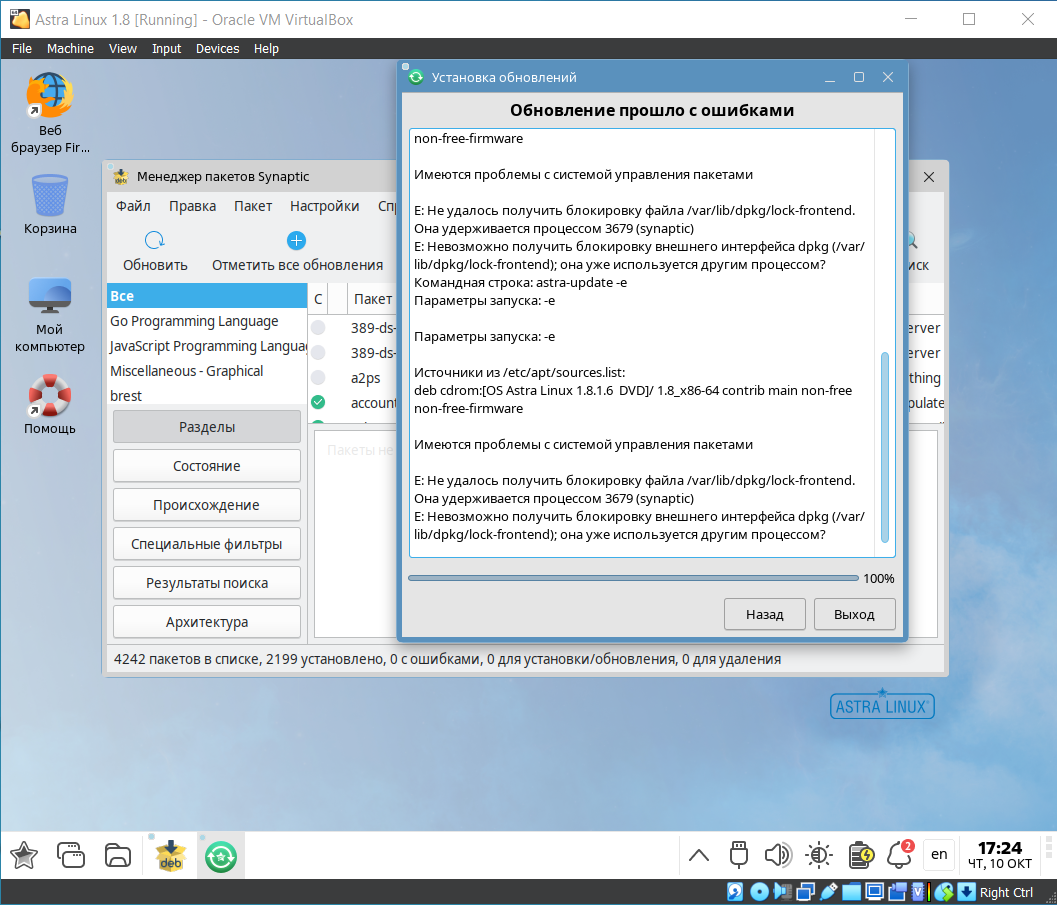 Astra Linux 1.8 [Running] - Oracle VM VirtualBox
File Machine View Input Devices Help
Веб
браузер Fir...
Корзина
Мой
компьютер
Помощь
Менеджер пакетов Synaptic
Файл Правка Пакет Настройки
Обновить Отметить все обновления
Все
Go Programming Language
JavaScript Programming
Miscellaneous - Graphical
brest
С Пакет
389-ds-
389-ds-
a2ps
Разделы
Состояние
Происхождение
Специальные фильтры
Результаты поиска
Архитектура
Пакеты не
4242 пакетов в списке, 2199 установлено, 0 с ошибками, 0 для установки/обновления, 0 для удаления
Установка обновлений
Обновление прошло с ошибками
non-free-firmware
Имеются проблемы с системой управления пакетами
E: Не удалось получить блокировку файла /var/lib/dpkg/lock-frontend.
Она удерживается процессом 3679 (synaptic)
E: Невозможно получить блокировку внешнего интерфейса dpkg (/var/
lib/dpkg/lock-frontend); она уже используется другим процессом?
Командная строка: astra-update -e
Параметры запуска: -e
Параметры запуска: -e
Источники из /etc/apt/sources.list:
deb cdrom:[OS Astra Linux 1.8.1.6 DVD]/ 1.8_x86-64 contrib main non-free
non-free-firmware
Имеются проблемы с системой управления пакетами
E: Не удалось получить блокировку файла /var/lib/dpkg/lock-frontend.
Она удерживается процессом 3679 (synaptic)
E: Невозможно получить блокировку внешнего интерфейса dpkg (/var/
lib/dpkg/lock-frontend); она уже используется другим процессом?
100%
Назад Выход
ASTRA LINUX
deb
2
en
17:24
ЧТ, 10 ОКТ
Right Ctrl